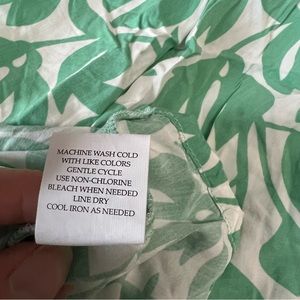 MACHINE WASH COLD
WITH LIKE COLORS
GENTLE CYCLE
USE NON-CHLORINE
BLEACH WHEN NEEDED
LINE DRY
COOL IRON AS NEEDED